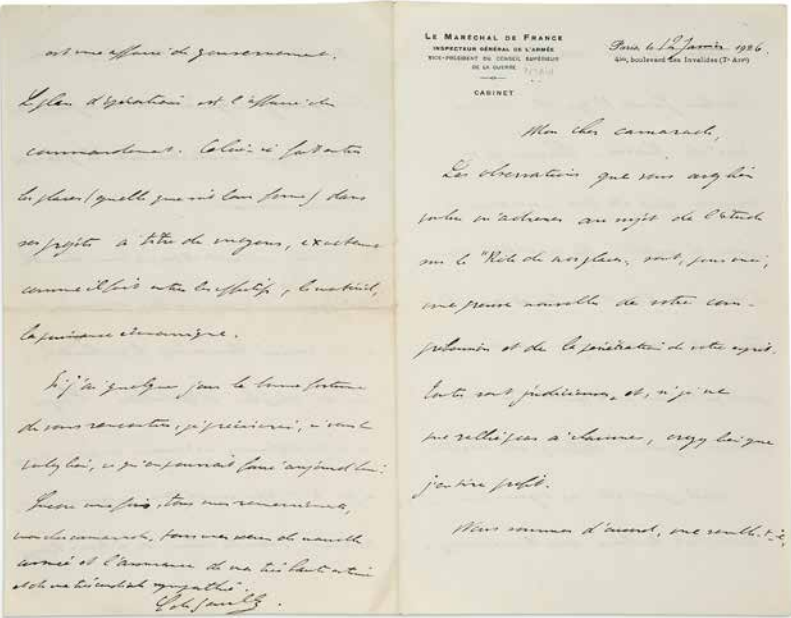 LE MARÉCHAL DE FRANCE
INSPECTEUR GÉNÉRAL DE L'ARMÉE
VICE-PRÉSIDENT DU CONSEIL SUPÉRIEUR
DE LA GUERRE
CABINET
Paris, le 12 Janvier 1926.
4bis, boulevard des Invalides (7e Arrt)
Mon cher camarade,
Les observations que vous avez bien
voulu m'adresser au sujet de l'étude
sur le "Rôle de nos places" sont, pour moi,
une preuve nouvelle de votre com-
préhension et de la pénétration de votre esprit.
Toutes sont judicieuses, et, si je ne
me rallie pas à chacune, croyez bien que
j'en tire profit.
Nous sommes d'accord, me semble-t-il,
est une affaire de gouvernement.
Le plan d'opérations est l'affaire du
commandement. Celui-ci fait entrer
les places (quelle que soit leur forme) dans
ses projets à titre de moyens, exactement
comme il fait entrer les effectifs, le matériel,
la puissance économique.
Si j'ai quelque jour la bonne fortune
de vous rencontrer, je préciserai, si vous le
voulez bien, ce qu'on pourrait faire aujourd'hui.
Encore une fois, tous mes remerciements,
mon cher camarade, tous mes vœux de nouvelle
année et l'assurance de ma très haute estime
et de ma très cordiale sympathie.
C. de Gaulle.